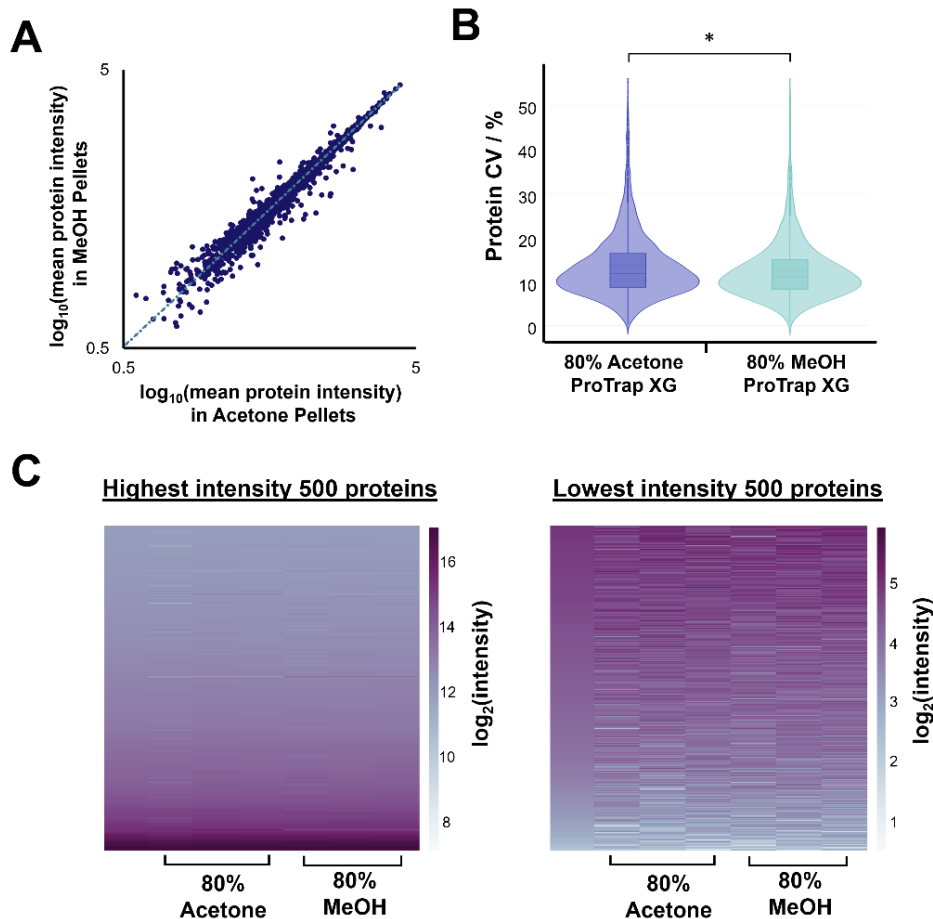 A
5
log10(mean protein intensity)
in MeOH Pellets
0.5
0.5
5
log10(mean protein intensity)
in Acetone Pellets
B
*
Protein CV / %
50
30
20
10
0
80% Acetone
ProTrap XG
80% MeOH
ProTrap XG
C
Highest intensity 500 proteins
16
14
12
10
8
log2(intensity)
80%
Acetone
80%
MeOH
Lowest intensity 500 proteins
5
4
3
2
1
log2(intensity)
80%
Acetone
80%
MeOH